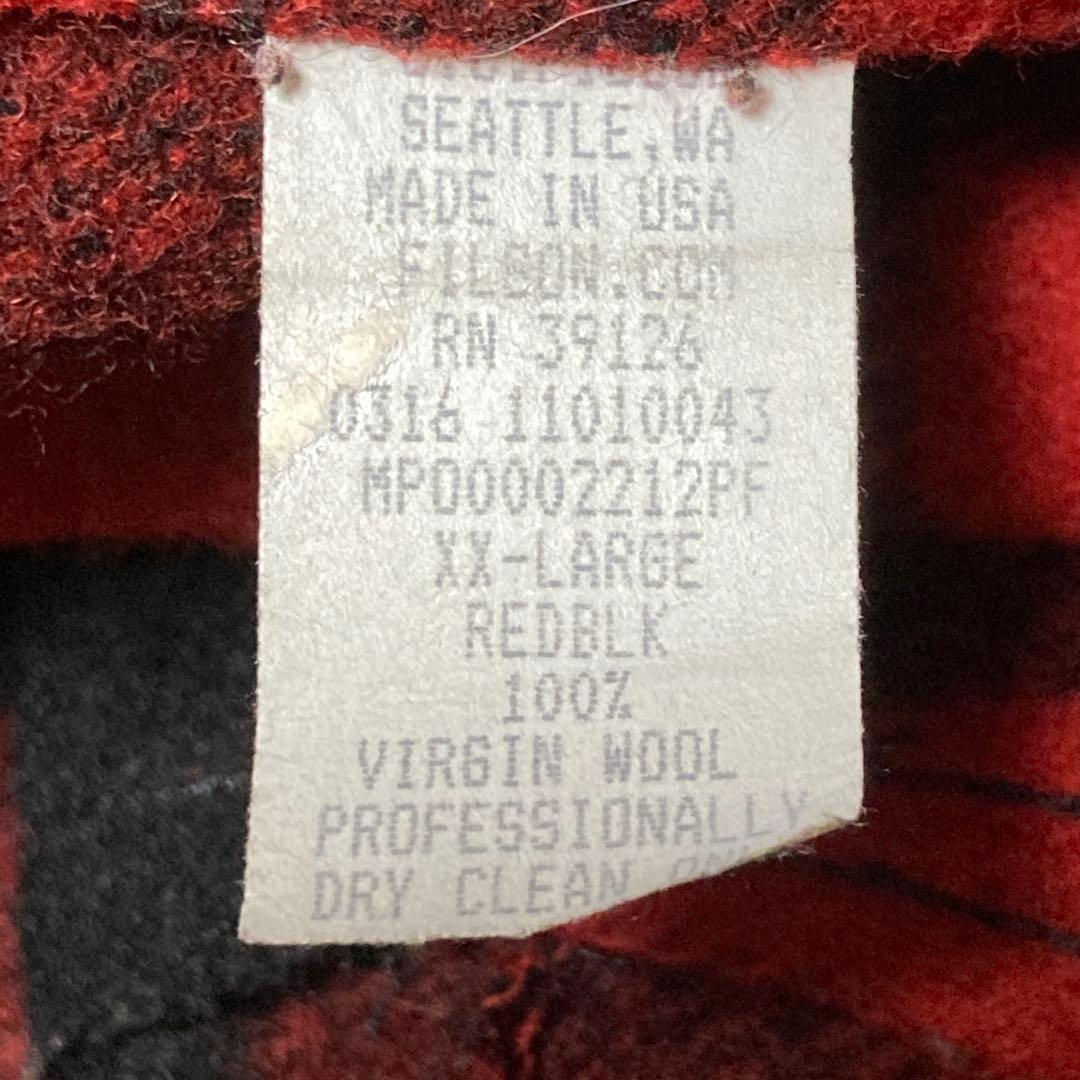 SEATTLE,WA
MADE IN USA
FILSON.COM
RN 39126
0316 11010043
MP00002212PF
XX-LARGE
REDBLK
100%
VIRGIN WOOL
PROFESSIONALLY
DRY CLEAN